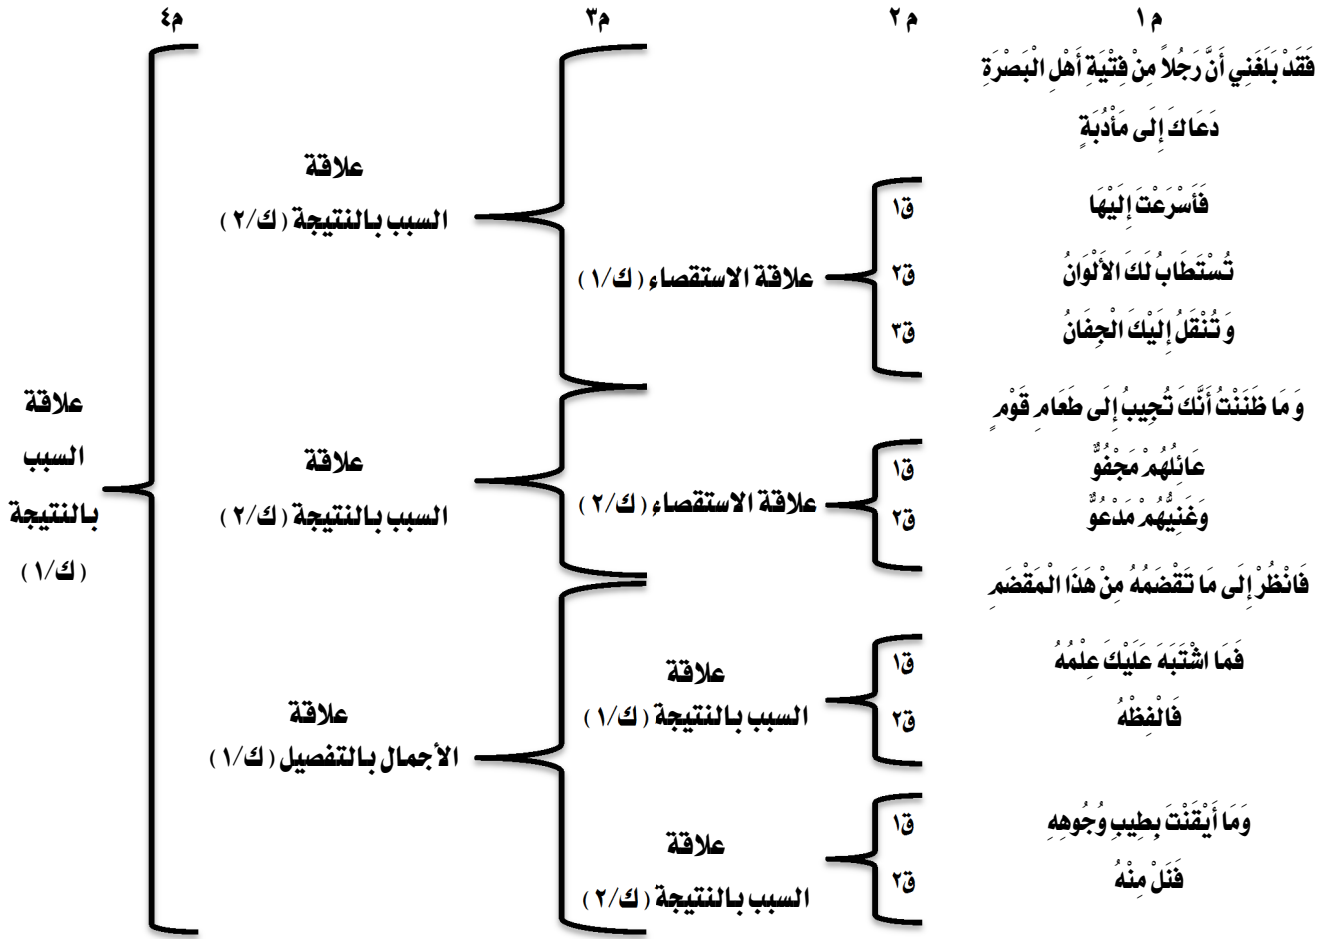 م١ م٢ م٣ م٤
فَقَدْ بَلَغَنِي أَنَّ رَجُلاً مِنْ فِتْيَةِ أَهْلِ الْبَصْرَةِ
دَعَاكَ إِلَى مَأْدُبَةٍ
علاقة
السبب بالنتيجة (ك/٢)
ق١ فَأَسْرَعْتَ إِلَيْهَا
ق٢ تُسْتَطَابُ لَكَ الأَلْوَانُ
علاقة الاستقصاء (ك/١)
ق٣ وَتُنْقَلُ إِلَيْكَ الْجِفَانُ
وَمَا ظَنَنْتُ أَنَّكَ تُجِيبُ إِلَى طَعَامِ قَوْمٍ
علاقة
السبب بالنتيجة (ك/٢)
ق١ عَائِلُهُمْ مَجْفُوٌّ
علاقة الاستقصاء (ك/٢)
ق٢ وَغَنِيُّهُمْ مَدْعُوٌّ
علاقة
السبب
بالنتيجة
(ك/١)
فَانْظُرْ إِلَى مَا تَقْضَمُهُ مِنْ هَذَا الْمَقْضَمِ
ق١ فَمَا اشْتَبَهَ عَلَيْكَ عِلْمُهُ
علاقة
السبب بالنتيجة (ك/١)
ق٢ فَالْفِظْهُ
علاقة
الأجمال بالتفصيل (ك/١)
ق١ وَمَا أَيْقَنْتَ بِطِيبِ وُجُوهِهِ
علاقة
السبب بالنتيجة (ك/٢)
ق٢ فَنَلْ مِنْهُ